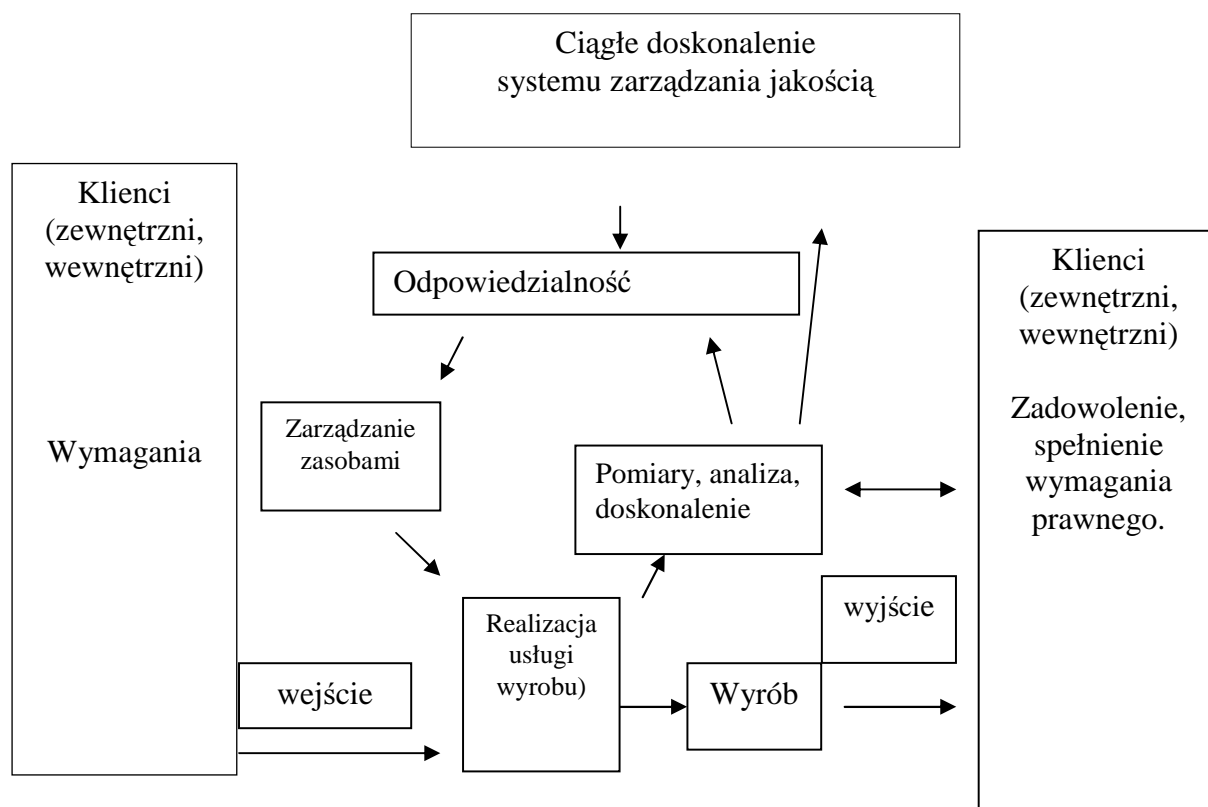 Ciągłe doskonalenie
systemu zarządzania jakością
Klienci
(zewnętrzni,
wewnętrzni)
Wymagania
Odpowiedzialność
Zarządzanie
zasobami
Pomiary, analiza,
doskonalenie
Klienci
(zewnętrzni,
wewnętrzni)
Zadowolenie,
spełnienie
wymagania
prawnego.
wejście
Realizacja
usługi
wyrobu)
Wyrób
wyjście